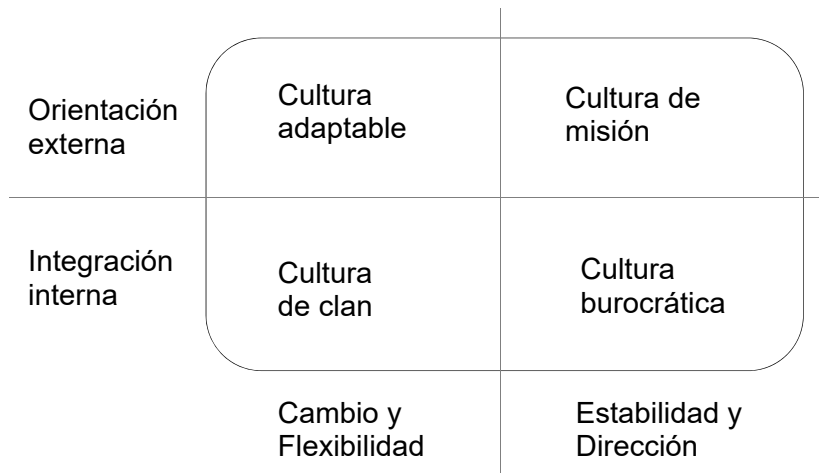 Orientación
externa
Cultura
adaptable
Cultura de
misión
Integración
interna
Cultura
de clan
Cultura
burocrática
Cambio y
Flexibilidad
Estabilidad y
Dirección